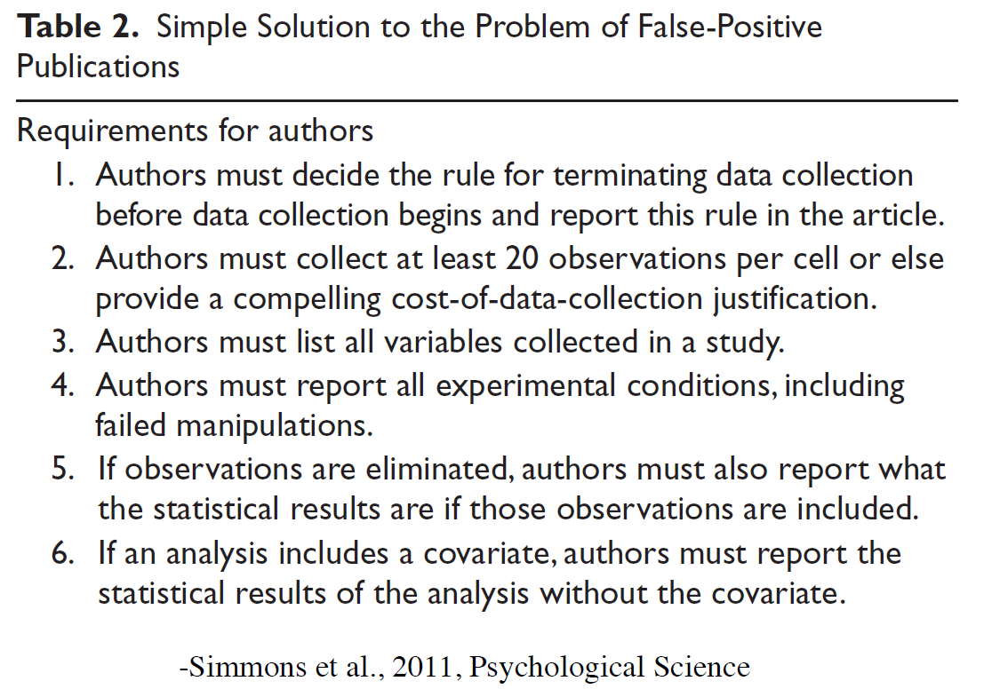 Table 2. Simple Solution to the Problem of False-Positive
Publications
Requirements for authors
1. Authors must decide the rule for terminating data collection
before data collection begins and report this rule in the article.
2. Authors must collect at least 20 observations per cell or else
provide a compelling cost-of-data-collection justification.
3. Authors must list all variables collected in a study.
4. Authors must report all experimental conditions, including
failed manipulations.
5. If observations are eliminated, authors must also report what
the statistical results are if those observations are included.
6. If an analysis includes a covariate, authors must report the
statistical results of the analysis without the covariate.
-Simmons et al., 2011, Psychological Science